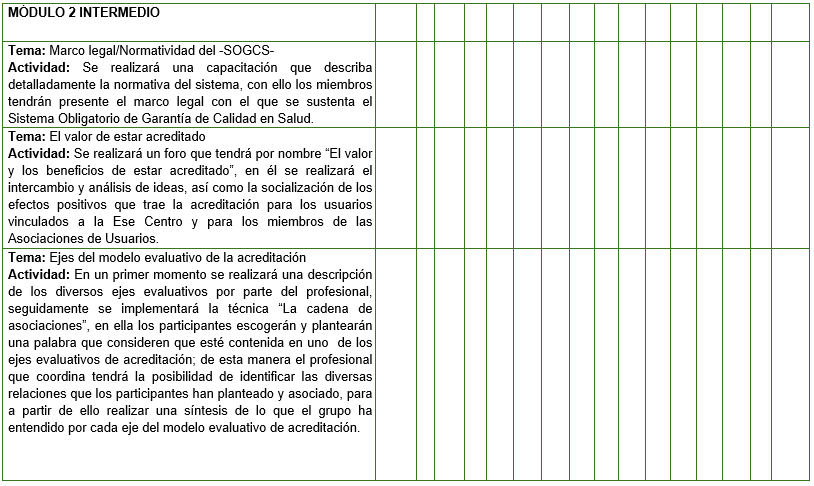 MÓDULO 2 INTERMEDIO
Tema: Marco legal/Normatividad del -SOGCS-
Actividad: Se realizará una capacitación que describa
detalladamente la normativa del sistema, con ello los miembros
tendrán presente el marco legal con el que se sustenta el
Sistema Obligatorio de Garantía de Calidad en Salud.
Tema: El valor de estar acreditado
Actividad: Se realizará un foro que tendrá por nombre “El valor
y los beneficios de estar acreditado”, en él se realizará el
intercambio y análisis de ideas, así como la socialización de los
efectos positivos que trae la acreditación para los usuarios
vinculados a la Ese Centro y para los miembros de las
Asociaciones de Usuarios.
Tema: Ejes del modelo evaluativo de la acreditación
Actividad: En un primer momento se realizará una descripción
de los diversos ejes evaluativos por parte del profesional,
seguidamente se implementará la técnica “La cadena de
asociaciones”, en ella los participantes escogerán y plantearán
una palabra que consideren que esté contenida en uno de los
ejes evaluativos de acreditación; de esta manera el profesional
que coordina tendrá la posibilidad de identificar las diversas
relaciones que los participantes han planteado y asociado, para
a partir de ello realizar una síntesis de lo que el grupo ha
entendido por cada eje del modelo evaluativo de acreditación.